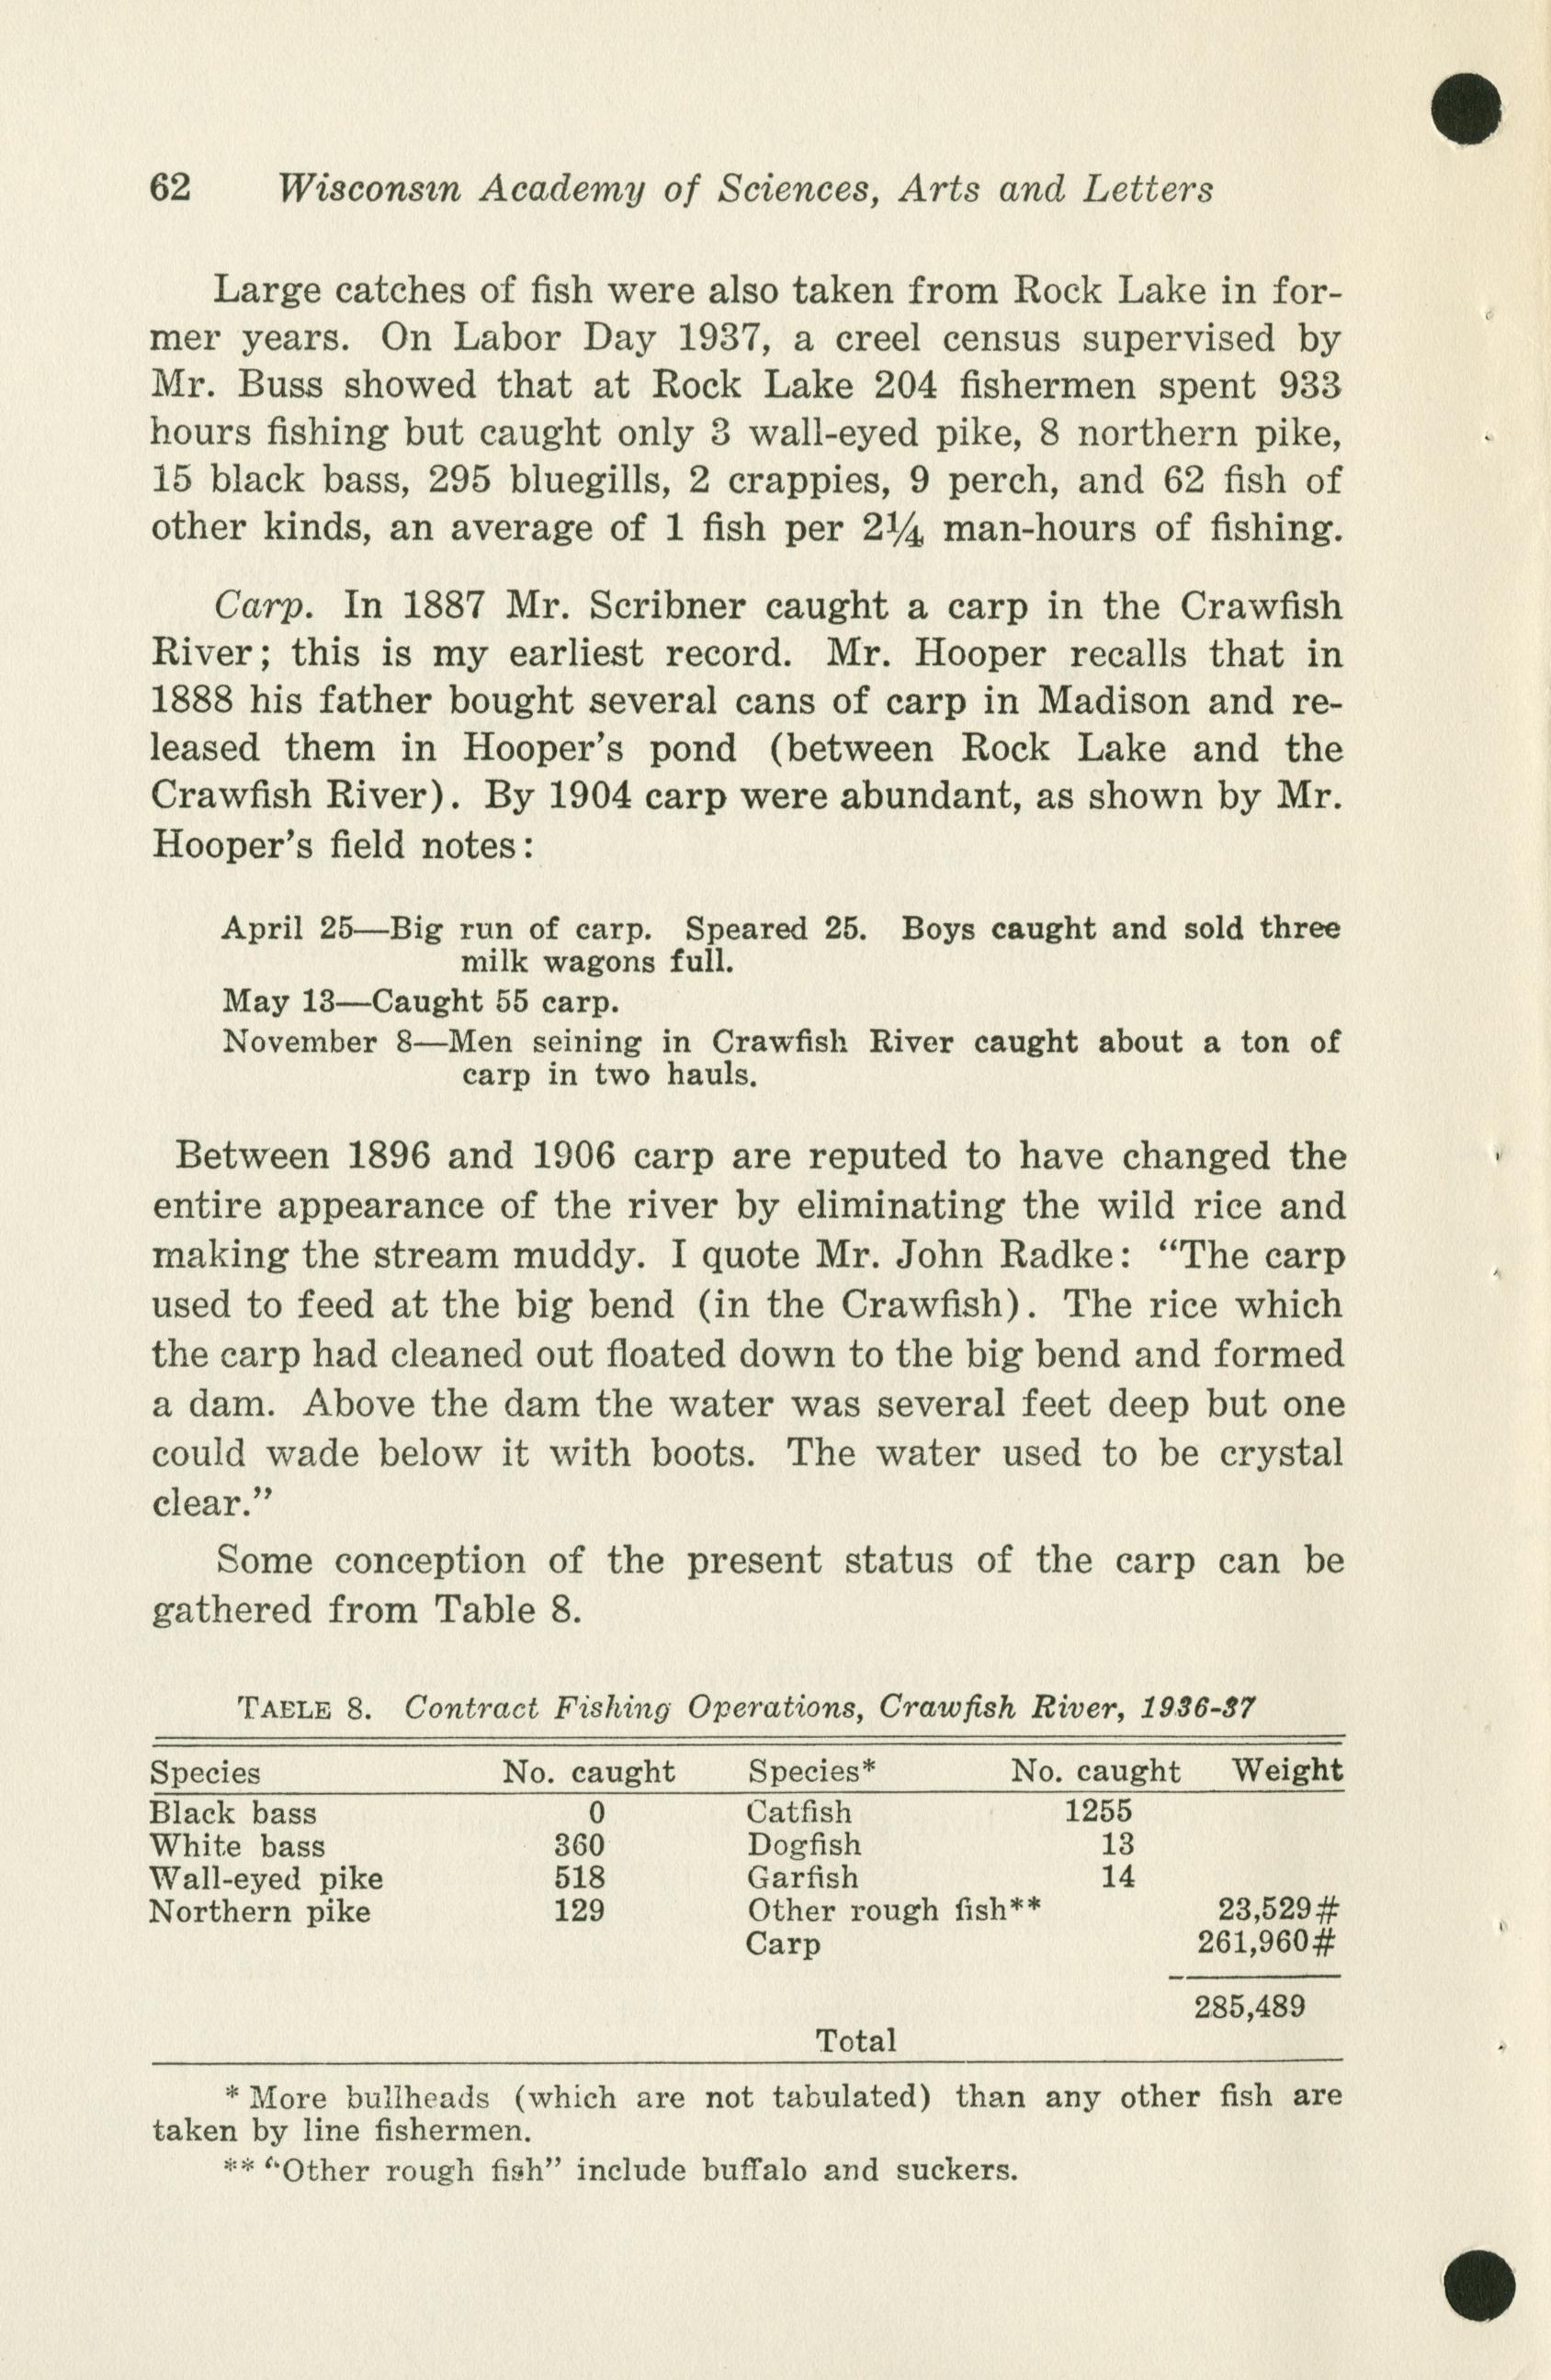 62 Wisconsin Academy of Sciences, Arts and Letters
Large catches of fish were also taken from Rock Lake in for-
mer years. On Labor Day 1937, a creel census supervised by
Mr. Buss showed that at Rock Lake 204 fishermen spent 933
hours fishing but caught only 3 wall-eyed pike, 8 northern pike,
15 black bass, 295 bluegills, 2 crappies, 9 perch, and 62 fish of
other kinds, an average of 1 fish per 2¼ man-hours of fishing.
Carp. In 1887 Mr. Scribner caught a carp in the Crawfish
River; this is my earliest record. Mr. Hooper recalls that in
1888 his father bought several cans of carp in Madison and re-
leased them in Hooper's pond (between Rock Lake and the
Crawfish River). By 1904 carp were abundant, as shown by Mr.
Hooper's field notes:
April 25—Big run of carp. Speared 25. Boys caught and sold three
milk wagons full.
May 13—Caught 55 carp.
November 8—Men seining in Crawfish River caught about a ton of
carp in two hauls.
Between 1896 and 1906 carp are reputed to have changed the
entire appearance of the river by eliminating the wild rice and
making the stream muddy. I quote Mr. John Radke: "The carp
used to feed at the big bend (in the Crawfish). The rice which
the carp had cleaned out floated down to the big bend and formed
a dam. Above the dam the water was several feet deep but one
could wade below it with boots. The water used to be crystal
clear."
Some conception of the present status of the carp can be
gathered from Table 8.
TABLE 8. Contract Fishing Operations, Crawfish River, 1936-37
Species No. caught Species* No. caught Weight
Black bass 0 Catfish 1255
White bass 360 Dogfish 13
Wall-eyed pike 518 Garfish 14
Northern pike 129 Other rough fish** 23,529#
Carp 261,960#
285,489
Total
* More bullheads (which are not tabulated) than any other fish are
taken by line fishermen.
** "Other rough fish" include buffalo and suckers.